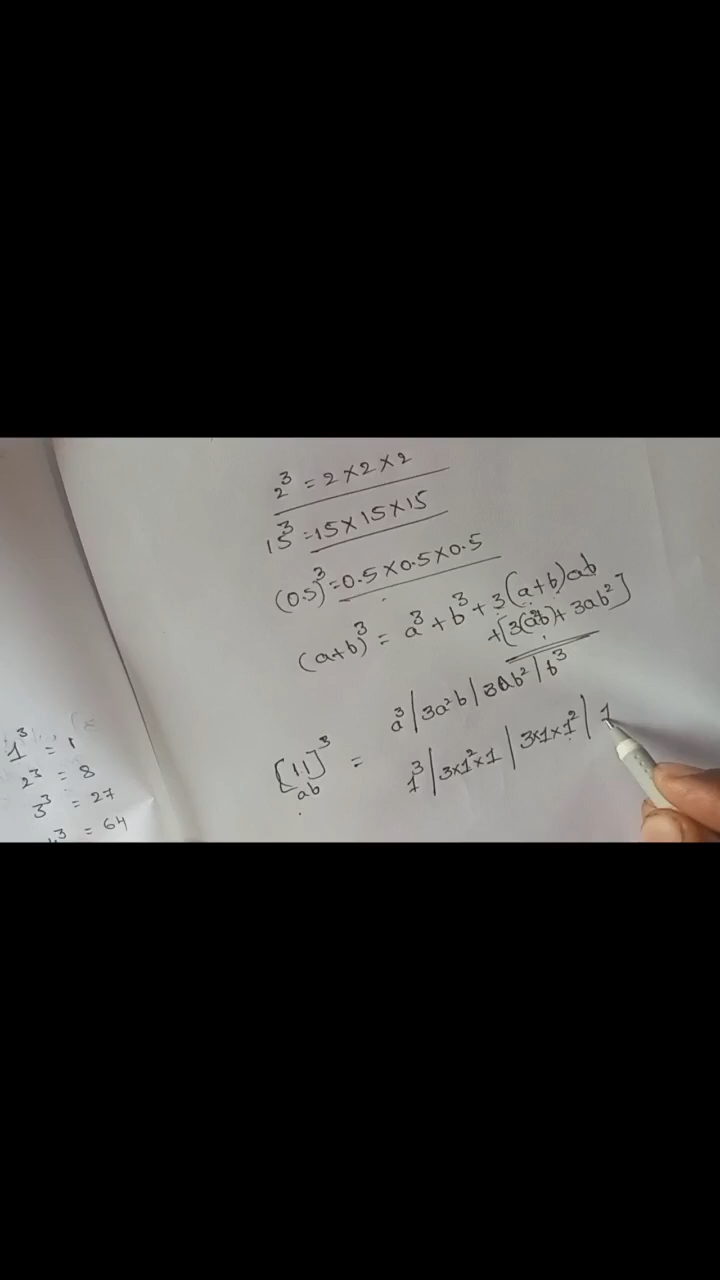 2³ = 2×2×2
15³ = 15×15×15
(0.5)³ = 0.5×0.5×0.5
(a+b)³ = a³+b³+3(a+b)ab
+[3(a²b)+3ab²]
a³|3a²b|3ab²|b³
[11]³ =
ab
1³|3×1²×1|3×1×1²|1
1³ = 1
2³ = 8
3³ = 27
³ = 64